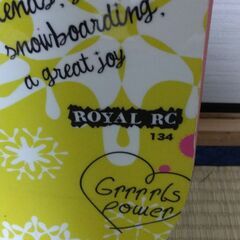 snowboarding,
a great joy
ROYAL RC
134
Grrrrls
power